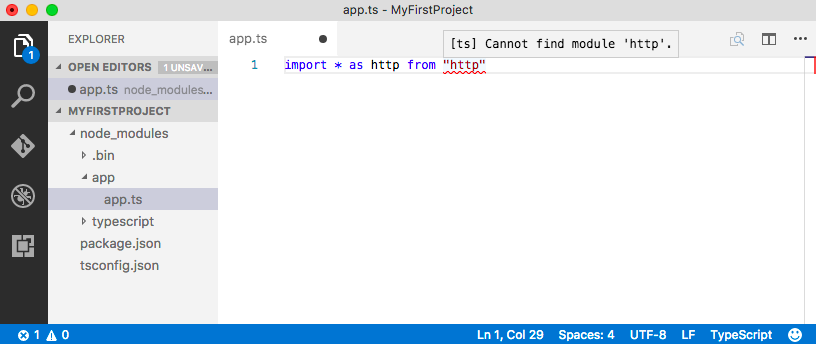 app.ts - MyFirstProject
EXPLORER
OPEN EDITORS 1 UNSAV...
app.ts node_modules...
MYFIRSTPROJECT
node_modules
.bin
app
app.ts
typescript
package.json
tsconfig.json
1
app.ts
[ts] Cannot find module 'http'.
1 import * as http from "http"
1 0 Ln 1, Col 29 Spaces: 4 UTF-8 LF TypeScript